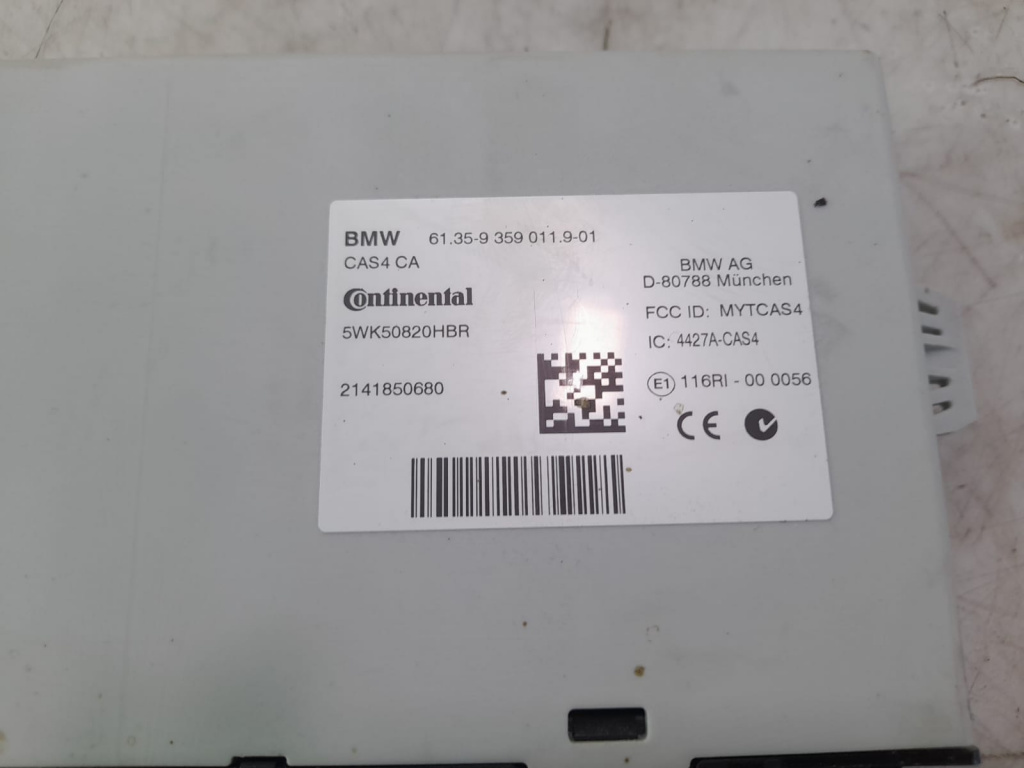 BMW 61.35-9 359 011.9-01
CAS4 CA
Continental
5WK50820HBR
2141850680
BMW AG
D-80788 München
FCC ID: MYTCAS4
IC: 4427A-CAS4
E1 116RI - 00 0056
CE